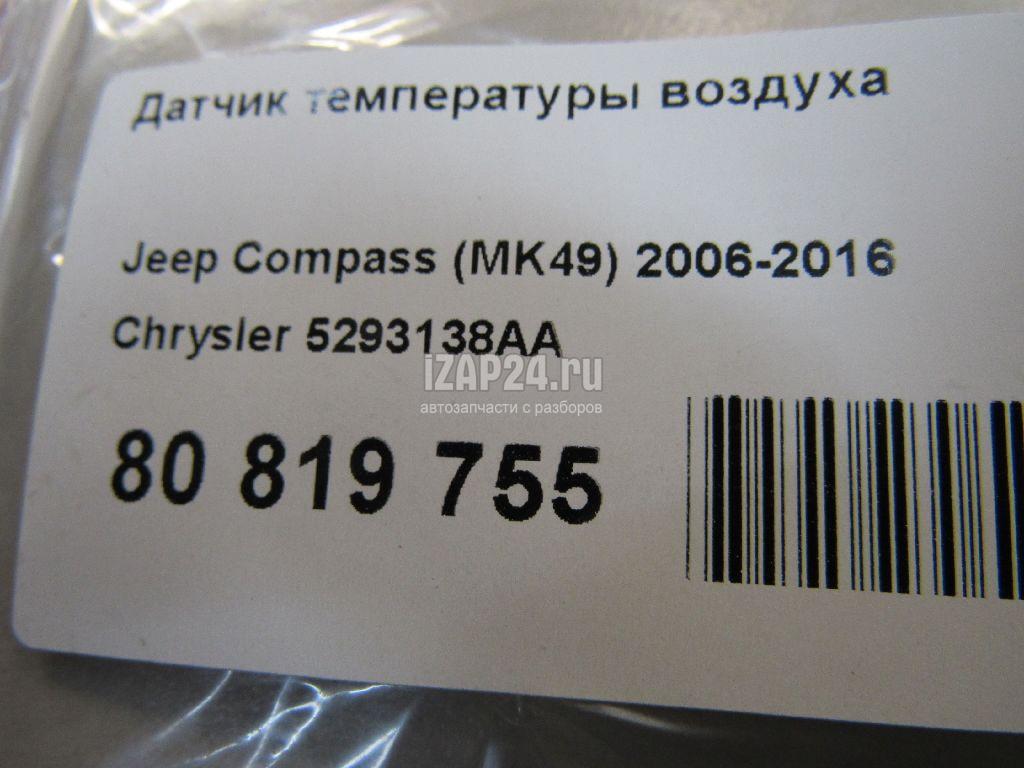 Датчик температуры воздуха
Jeep Compass (MK49) 2006-2016
Chrysler 5293138AA
iZAP24.ru
автозапчасти с разборов
80 819 755